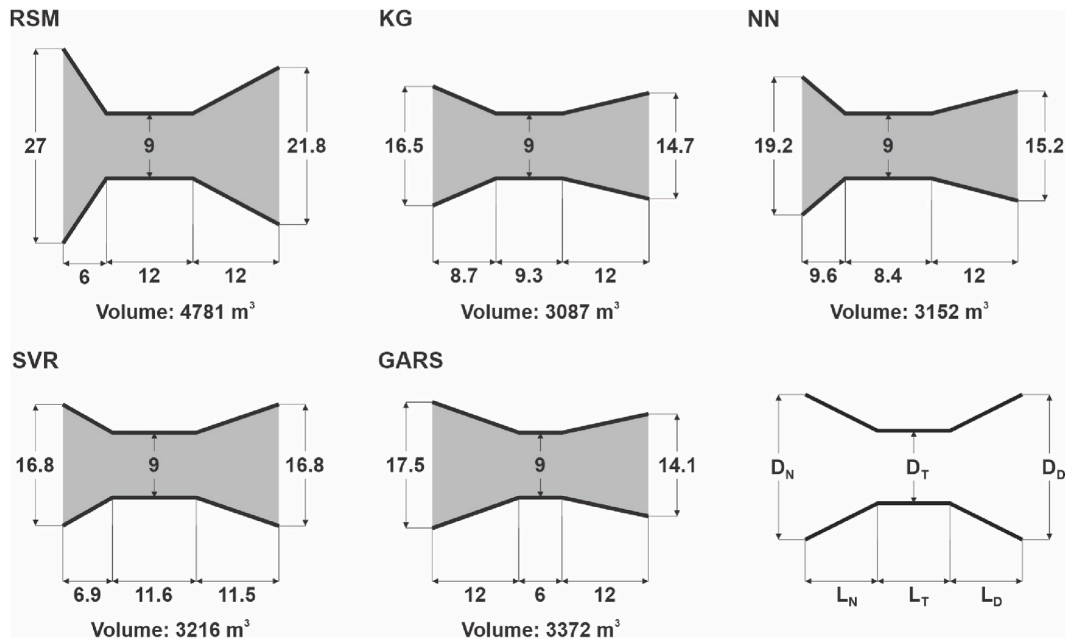 RSM
KG
NN
27
9
21.8
16.5
9
14.7
19.2
9
15.2
6
12
12
8.7
9.3
12
9.6
8.4
12
Volume: 4781 m³
Volume: 3087 m³
Volume: 3152 m³
SVR
GARS
16.8
9
16.8
17.5
9
14.1
D_N
D_T
D_D
6.9
11.6
11.5
12
6
12
L_N
L_T
L_D
Volume: 3216 m³
Volume: 3372 m³